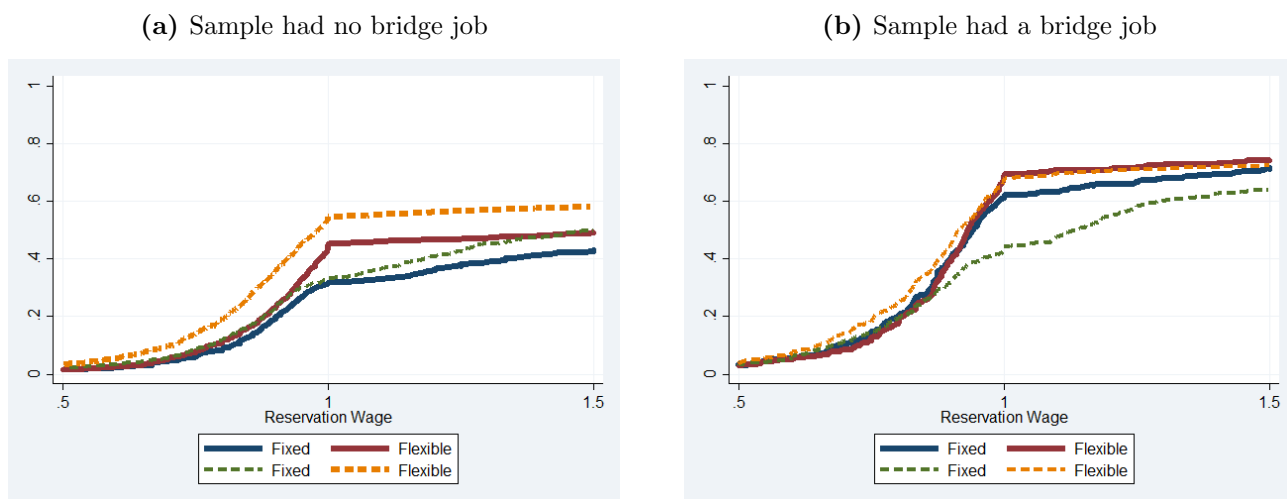 (a) Sample had no bridge job
1
.8
.6
.4
.2
0
.5 1 1.5
Reservation Wage
Fixed Flexible
Fixed Flexible
(b) Sample had a bridge job
1
.8
.6
.4
.2
0
.5 1 1.5
Reservation Wage
Fixed Flexible
Fixed Flexible